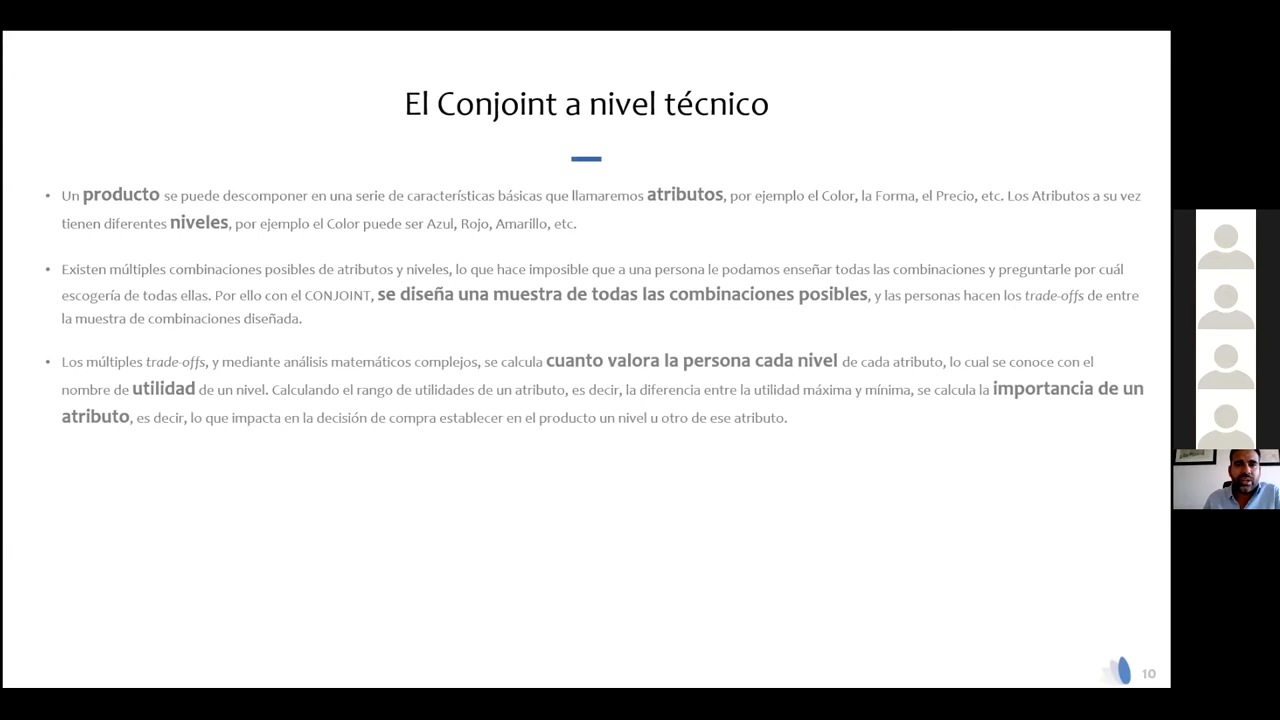 El Conjoint a nivel técnico
• Un producto se puede descomponer en una serie de características básicas que llamaremos atributos, por ejemplo el Color, la Forma, el Precio, etc. Los Atributos a su vez
tienen diferentes niveles, por ejemplo el Color puede ser Azul, Rojo, Amarillo, etc.
• Existen múltiples combinaciones posibles de atributos y niveles, lo que hace imposible que a una persona le podamos enseñar todas las combinaciones y preguntarle por cuál
escogería de todas ellas. Por ello con el CONJOINT, se diseña una muestra de todas las combinaciones posibles, y las personas hacen los trade-offs de entre
la muestra de combinaciones diseñada.
• Los múltiples trade-offs, y mediante análisis matemáticos complejos, se calcula cuanto valora la persona cada nivel de cada atributo, lo cual se conoce con el
nombre de utilidad de un nivel. Calculando el rango de utilidades de un atributo, es decir, la diferencia entre la utilidad máxima y mínima, se calcula la importancia de un
atributo, es decir, lo que impacta en la decisión de compra establecer en el producto un nivel u otro de ese atributo.
10